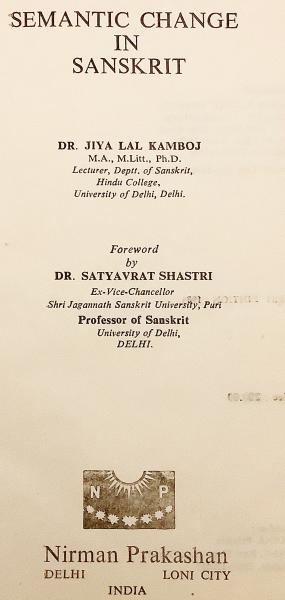 SEMANTIC CHANGE
IN
SANSKRIT
DR. JIYA LAL KAMBOJ
M.A., M.Litt., Ph.D.
Lecturer, Deptt. of Sanskrit,
Hindu College,
University of Delhi, Delhi.
Foreword
by
DR. SATYAVRAT SHASTRI
Ex-Vice-Chancellor
Shri Jagannath Sanskrit University, Puri
Professor of Sanskrit
University of Delhi,
DELHI.
N P
Nirman Prakashan
DELHI LONI CITY
INDIA